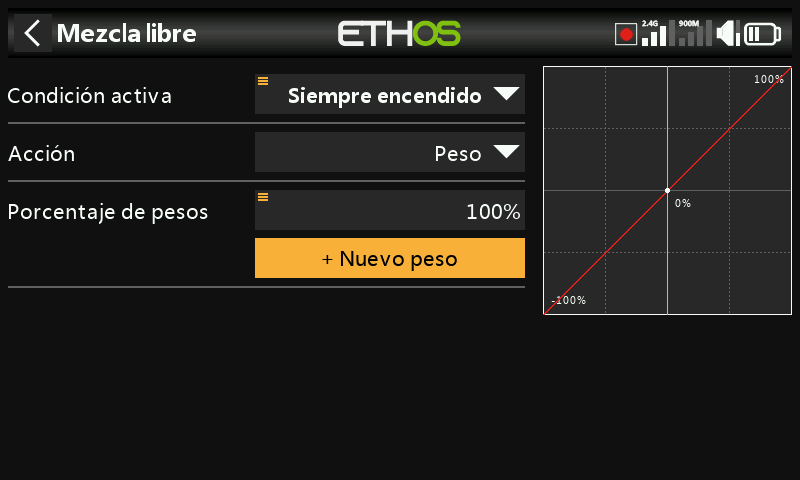 Mezcla libre
ETHOS
2.4G
900M
Condición activa
Siempre encendido
Acción
Peso
Porcentaje de pesos
100%
+ Nuevo peso
100%
0%
-100%